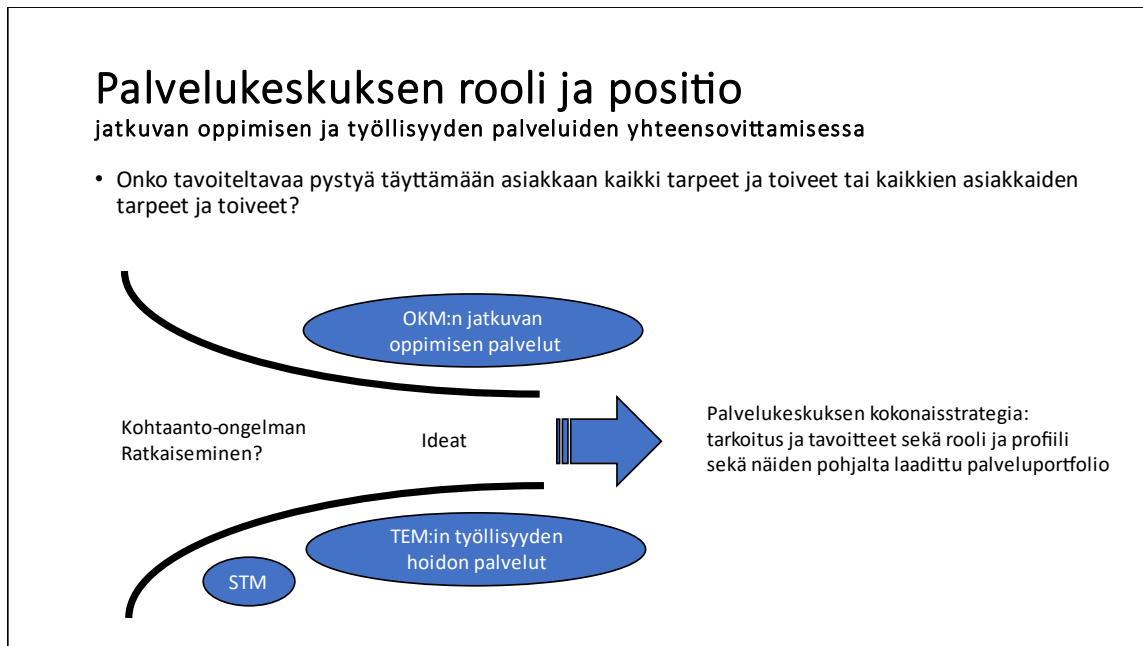 Palvelukeskuksen rooli ja positio
jatkuvan oppimisen ja työllisyyden palveluiden yhteensovittamisessa
• Onko tavoiteltavaa pystyä täyttämään asiakkaan kaikki tarpeet ja toiveet tai kaikkien asiakkaiden
tarpeet ja toiveet?
OKM:n jatkuvan
oppimisen palvelut
Kohtaanto-ongelman
Ratkaiseminen?
Ideat
Palvelukeskuksen kokonaisstrategia:
tarkoitus ja tavoitteet sekä rooli ja profiili
sekä näiden pohjalta laadittu palveluportfolio
TEM:in työllisyyden
hoidon palvelut
STM